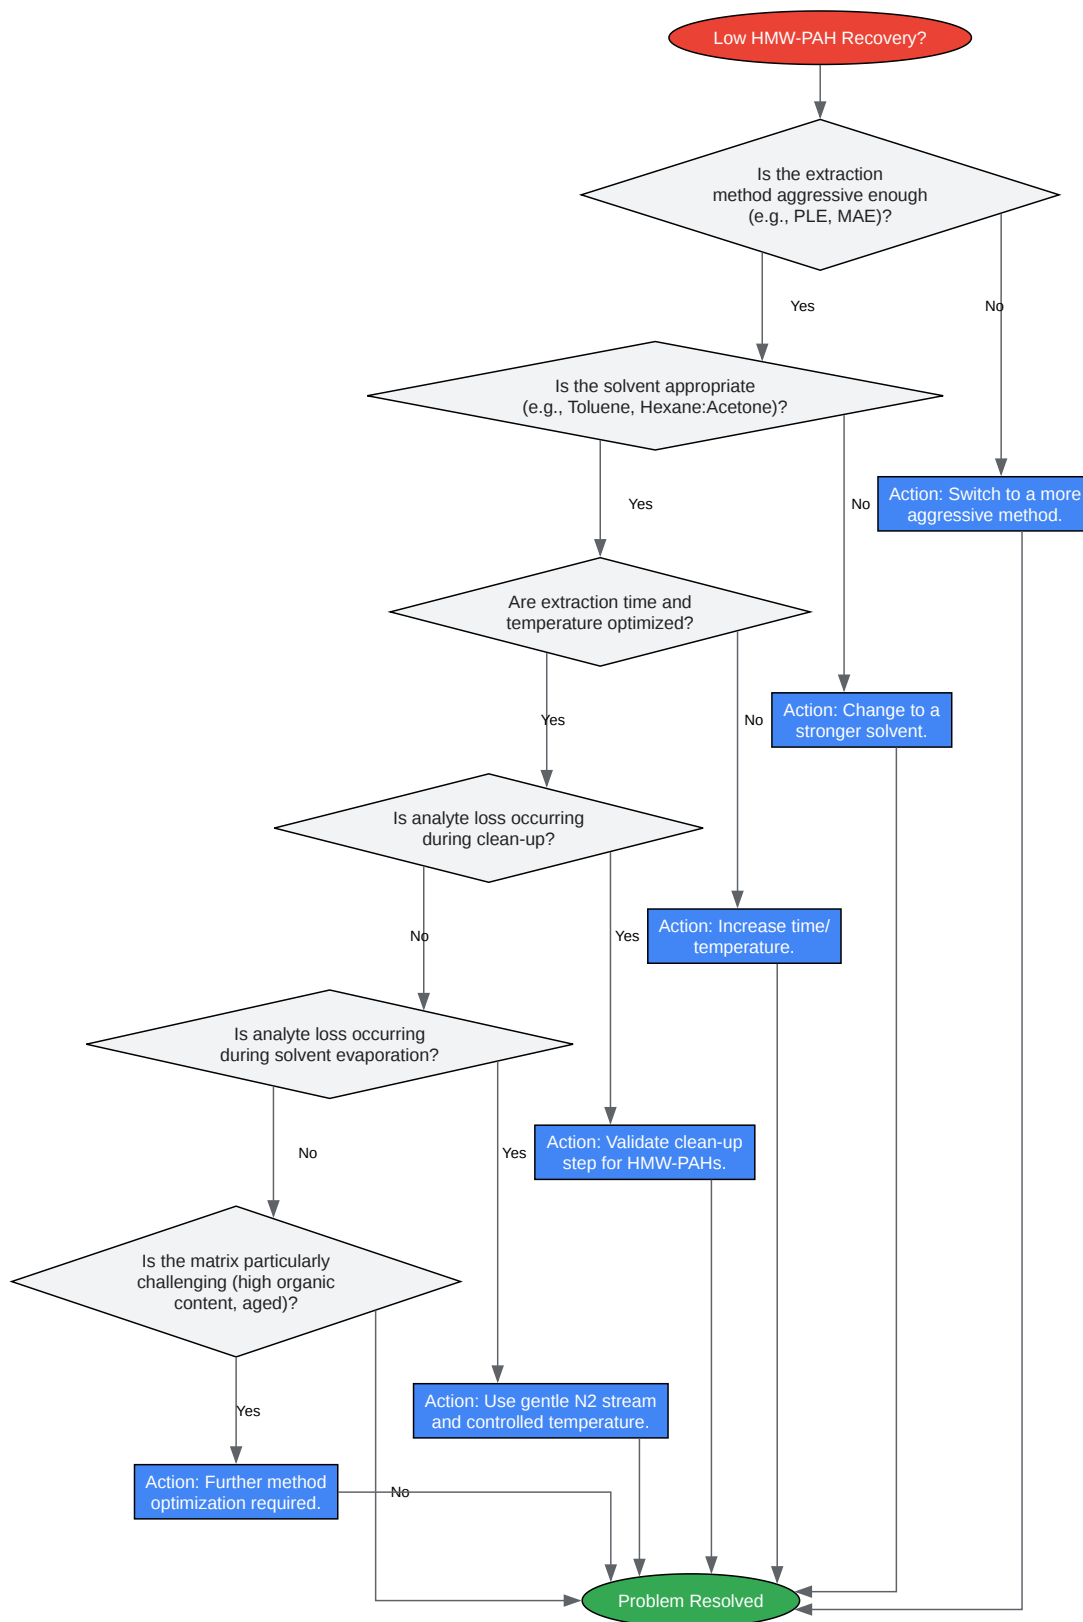 Low HMW-PAH Recovery?
Is the extraction
method aggressive enough
(e.g., PLE, MAE)?
Yes
No
Is the solvent appropriate
(e.g., Toluene, Hexane:Acetone)?
Yes
No
Action: Switch to a more
aggressive method.
Are extraction time and
temperature optimized?
Yes
No
Action: Change to a
stronger solvent.
Is analyte loss occurring
during clean-up?
No
Yes
Action: Increase time/
temperature.
Is analyte loss occurring
during solvent evaporation?
No
Yes
Action: Validate clean-up
step for HMW-PAHs.
Is the matrix particularly
challenging (high organic
content, aged)?
Yes
Action: Use gentle N2 stream
and controlled temperature.
Action: Further method
optimization required.
No
Problem Resolved